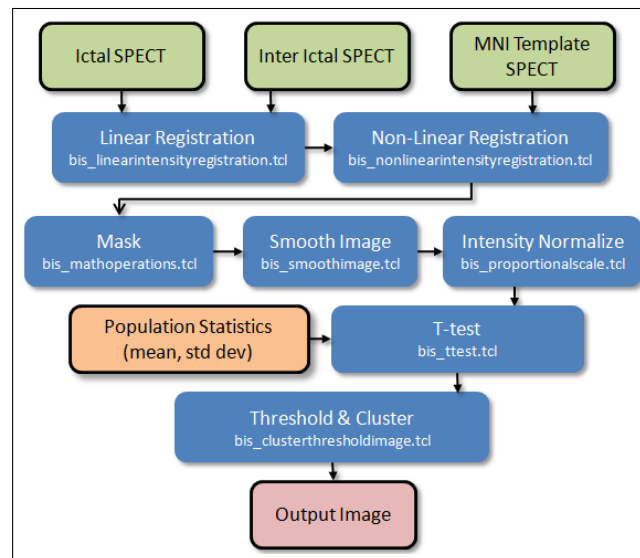 Ictal SPECT
Inter Ictal SPECT
MNI Template
SPECT
Linear Registration
bis_linearintensityregistration.tcl
Non-Linear Registration
bis_nonlinearintensityregistration.tcl
Mask
bis_mathoperations.tcl
Smooth Image
bis_smoothimage.tcl
Intensity Normalize
bis_proportionalscale.tcl
Population Statistics
(mean, std dev)
T-test
bis_ttest.tcl
Threshold & Cluster
bis_clusterthresholdimage.tcl
Output Image